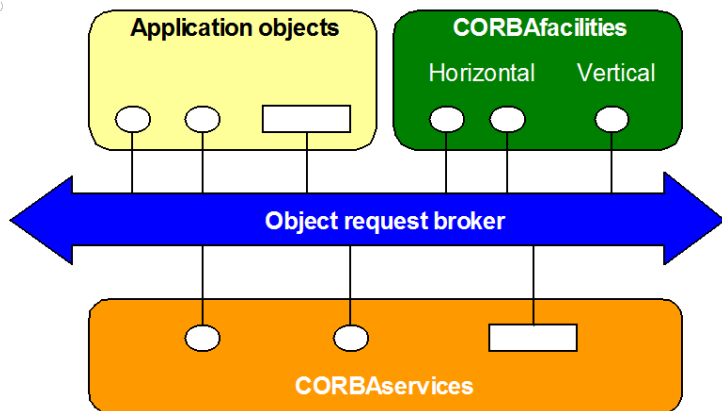 Application objects
CORBAfacilities
Horizontal Vertical
Object request broker
CORBAservices